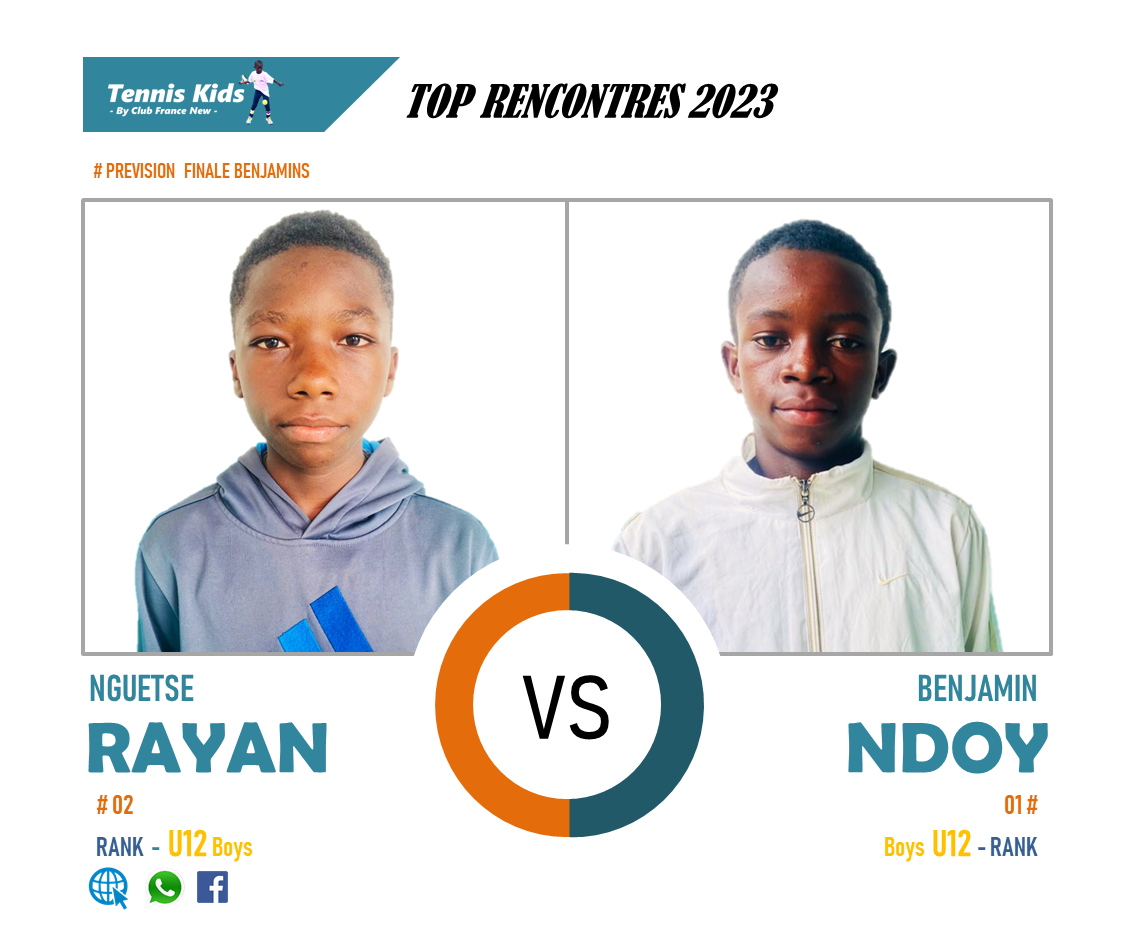 Tennis Kids
- By Club France New -
TOP RENCONTRES 2023
# PREVISION FINALE BENJAMINS
VS
NGUETSE
RAYAN
# 02
RANK - U12 Boys
BENJAMIN
NDOY
01 #
Boys U12 - RANK